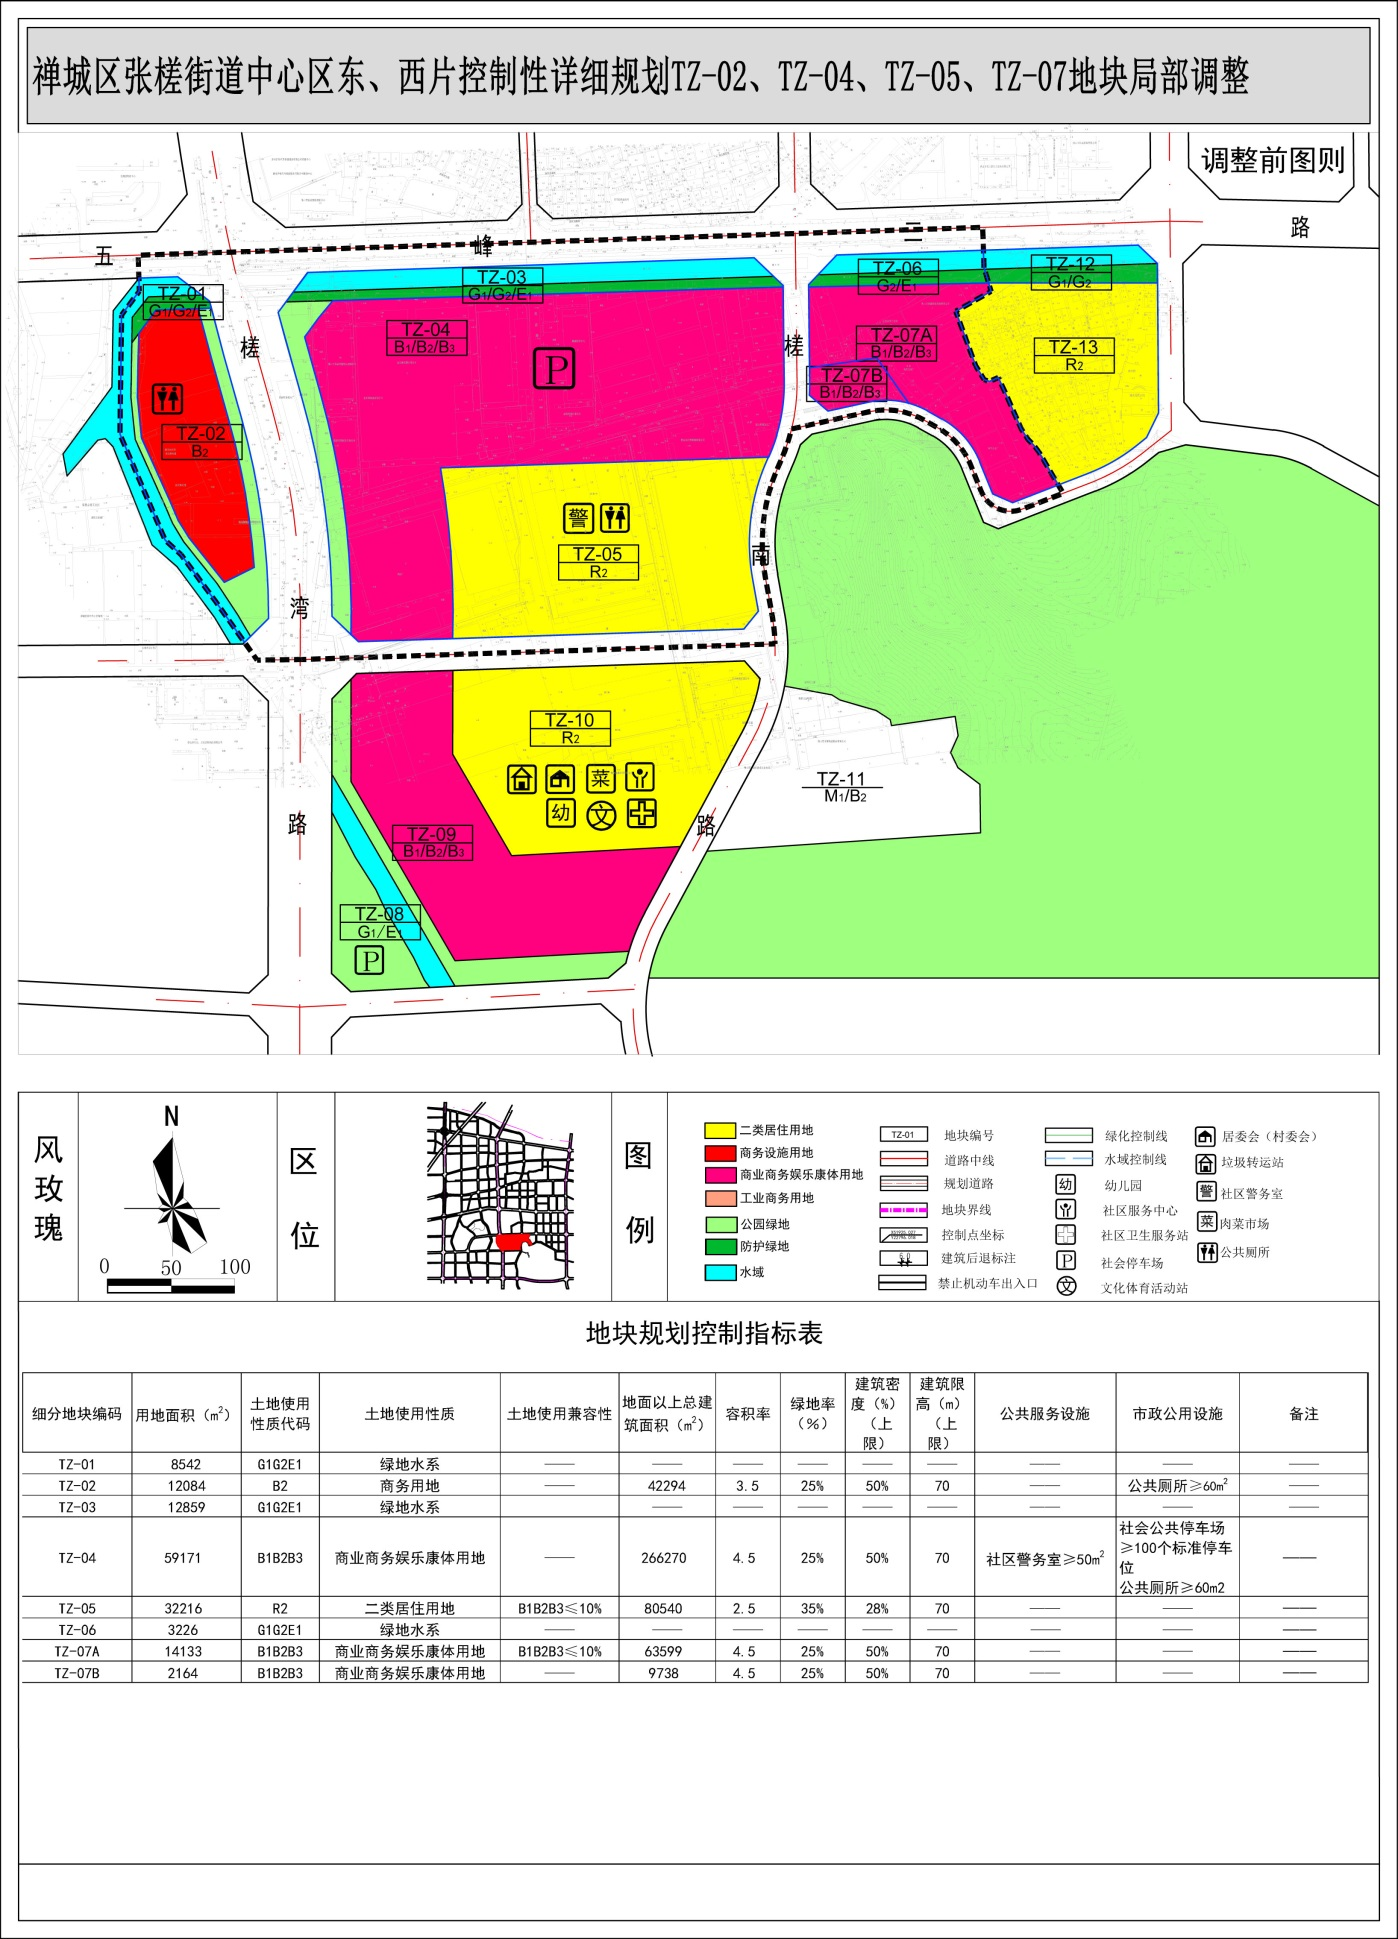 禅城区张槎街道中心区东、西片控制性详细规划TZ-02、TZ-04、TZ-05、TZ-07地块局部调整
调整前图则
五
峰
二
路
TZ-01
G1/G2/E1
TZ-03
G1/G2/E1
TZ-06
G2/E1
TZ-12
G1/G2
TZ-04
B1/B2/B3
P
TZ-07A
B1/B2/B3
TZ-13
R2
TZ-07B
B1/B2/B3
槎
槎
TZ-02
B2
警
TZ-05
R2
南
湾
TZ-10
R2
菜
幼
文
TZ-11
M1/B2
路
路
TZ-09
B1/B2/B3
TZ-08
G1/E1
P
风玫瑰
N
0 50 100
区位
图例
二类居住用地
商务设施用地
商业商务娱乐康体用地
工业商务用地
公园绿地
防护绿地
水域
TZ-01 地块编号
道路中线
规划道路
地块界线
控制点坐标
建筑后退标注
禁止机动车出入口
绿化控制线
水域控制线
幼 幼儿园
社区服务中心
社区卫生服务站
P 社会停车场
文 文化体育活动站
居委会（村委会）
垃圾转运站
警 社区警务室
菜 肉菜市场
公共厕所
地块规划控制指标表
细分地块编码 用地面积（m²） 土地使用性质代码 土地使用性质 土地使用兼容性 地面以上总建筑面积（m²） 容积率 绿地率（%） 建筑密度（%）（上限） 建筑限高（m）（上限） 公共服务设施 市政公用设施 备注
TZ-01 8542 G1G2E1 绿地水系 —— —— —— —— —— —— —— —— ——
TZ-02 12084 B2 商务用地 —— 42294 3.5 25% 50% 70 —— 公共厕所≥60m² ——
TZ-03 12859 G1G2E1 绿地水系 —— —— —— —— —— —— —— ——
TZ-04 59171 B1B2B3 商业商务娱乐康体用地 —— 266270 4.5 25% 50% 70 社区警务室≥50m² 社会公共停车场≥100个标准停车位 公共厕所≥60m2 ——
TZ-05 32216 R2 二类居住用地 B1B2B3≤10% 80540 2.5 35% 28% 70 —— —— ——
TZ-06 3226 G1G2E1 绿地水系 —— —— —— —— —— —— —— —— ——
TZ-07A 14133 B1B2B3 商业商务娱乐康体用地 B1B2B3≤10% 63599 4.5 25% 50% 70 —— —— ——
TZ-07B 2164 B1B2B3 商业商务娱乐康体用地 —— 9738 4.5 25% 50% 70 —— —— ——